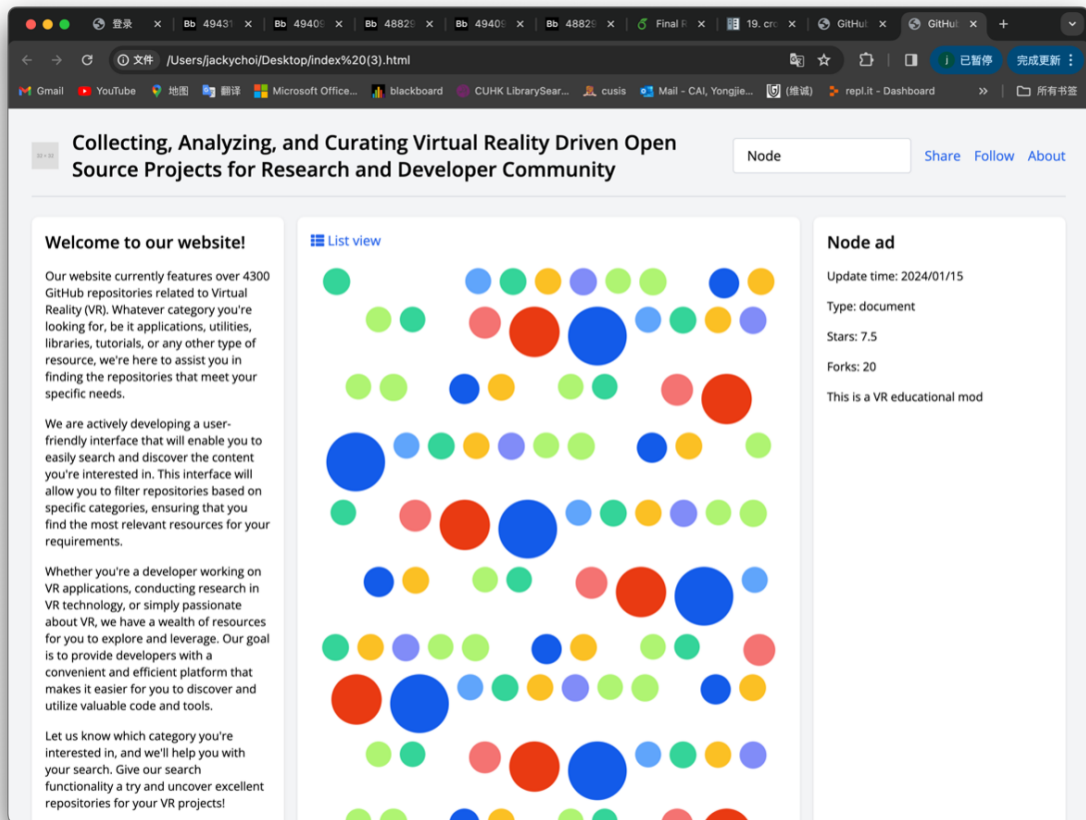 登录
Bb 49431
Bb 49409
Bb 48829
Bb 49409
Bb 48829
Final R
19. cro
GitHu
GitHub
文件 /Users/jackychoi/Desktop/index%20(3).html
j 已暂停
完成更新
Gmail
YouTube
地图
翻译
Microsoft Office...
blackboard
CUHK LibrarySear...
cusis
Mail - CAI, Yongjie...
(维诚)
repl.it - Dashboard
»
所有书签
Collecting, Analyzing, and Curating Virtual Reality Driven Open
Source Projects for Research and Developer Community
Node
Share
Follow
About
Welcome to our website!
Our website currently features over 4300
GitHub repositories related to Virtual
Reality (VR). Whatever category you're
looking for, be it applications, utilities,
libraries, tutorials, or any other type of
resource, we're here to assist you in
finding the repositories that meet your
specific needs.
We are actively developing a user-
friendly interface that will enable you to
easily search and discover the content
you're interested in. This interface will
allow you to filter repositories based on
specific categories, ensuring that you
find the most relevant resources for your
requirements.
Whether you're a developer working on
VR applications, conducting research in
VR technology, or simply passionate
about VR, we have a wealth of resources
for you to explore and leverage. Our goal
is to provide developers with a
convenient and efficient platform that
makes it easier for you to discover and
utilize valuable code and tools.
Let us know which category you're
interested in, and we'll help you with
your search. Give our search
functionality a try and uncover excellent
repositories for your VR projects!
List view
Node ad
Update time: 2024/01/15
Type: document
Stars: 7.5
Forks: 20
This is a VR educational mod